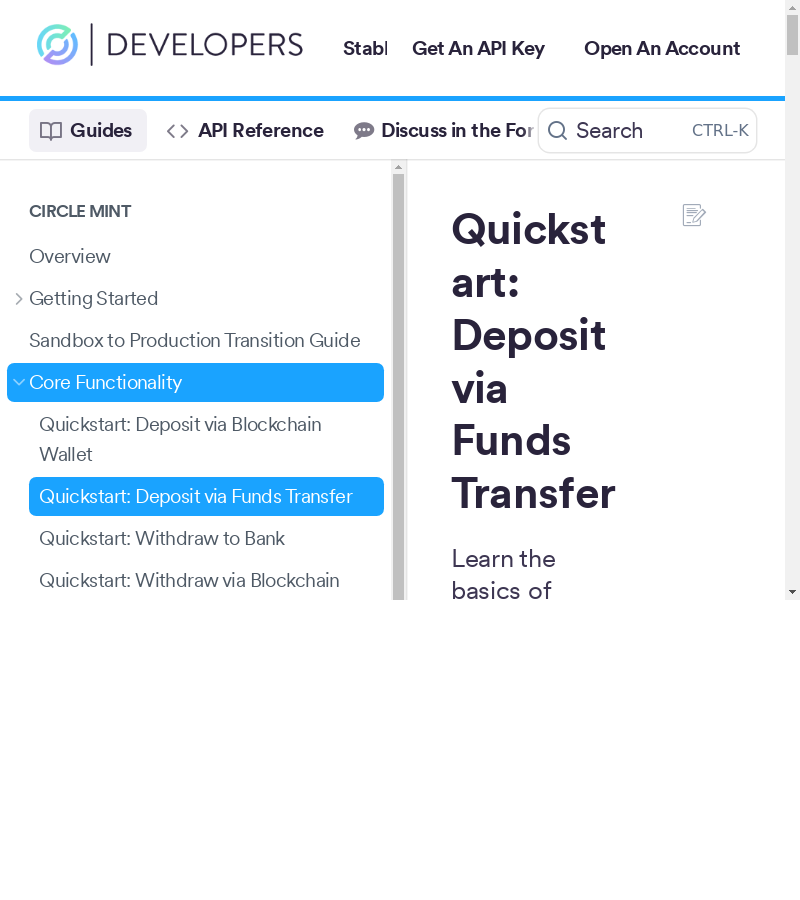 DEVELOPERS
Stabl
Get An API Key
Open An Account
Guides
API Reference
Discuss in the For
Search
CTRL-K
CIRCLE MINT
Overview
Getting Started
Sandbox to Production Transition Guide
Core Functionality
Quickstart: Deposit via Blockchain
Wallet
Quickstart: Deposit via Funds Transfer
Quickstart: Withdraw to Bank
Quickstart: Withdraw via Blockchain
Quickst
art:
Deposit
via
Funds
Transfer
Learn the
basics of